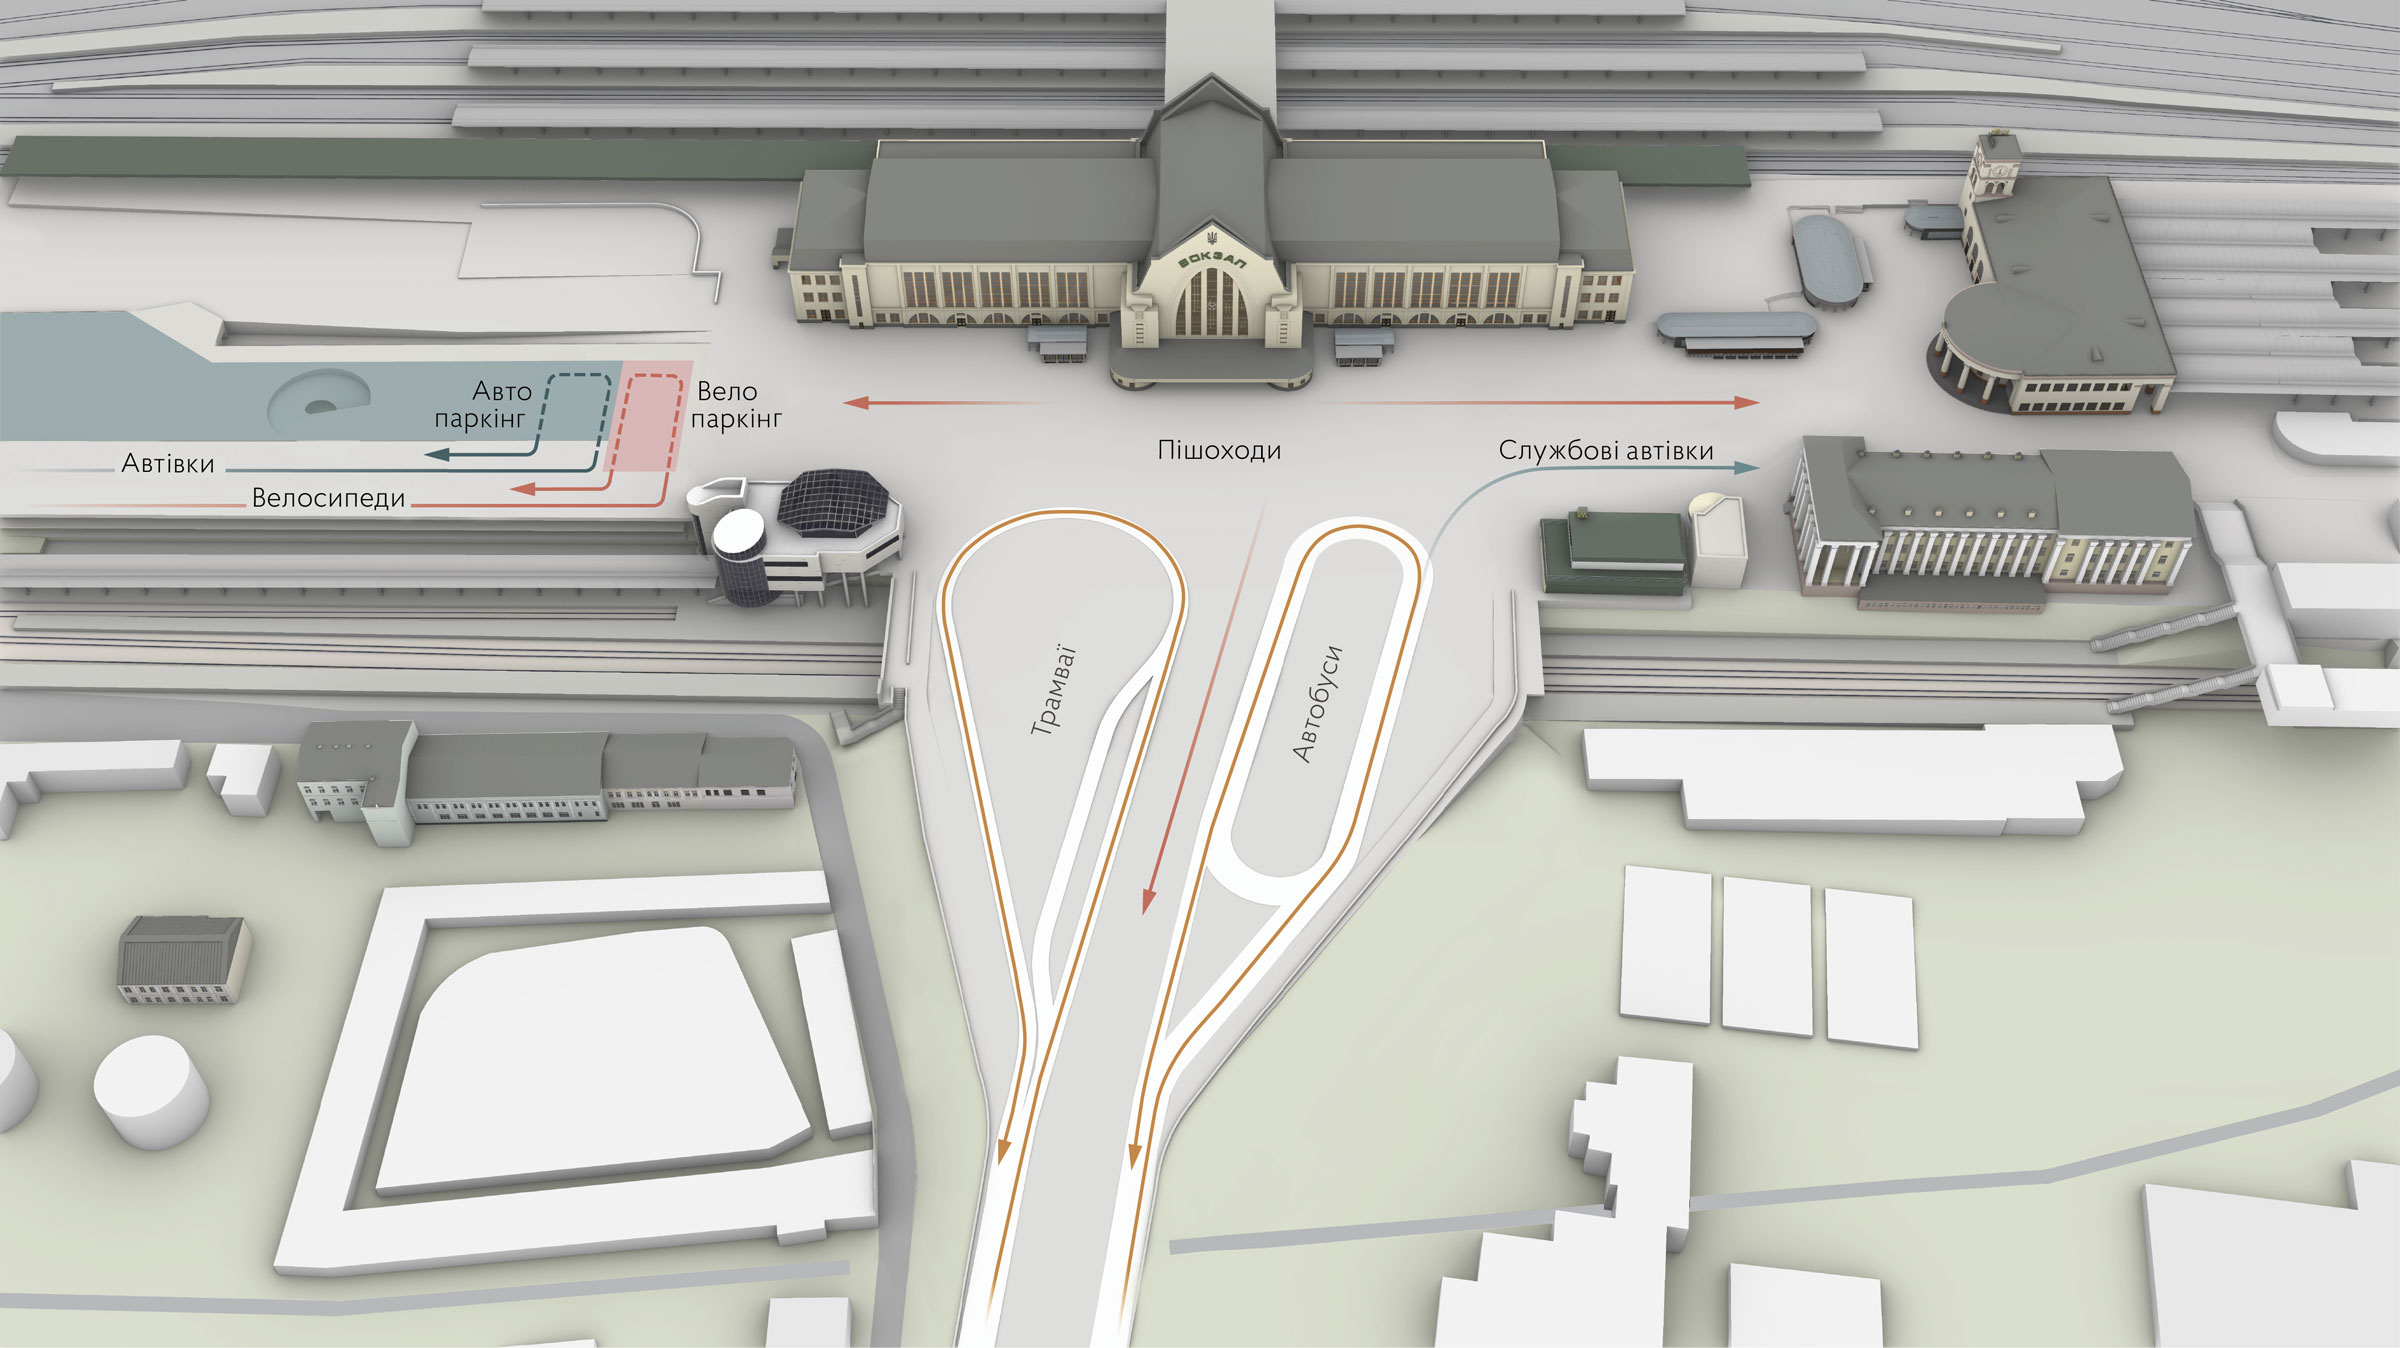 ВОКЗАЛ
Авто
паркінг
Вело
паркінг
Автівки
Велосипеди
Пішоходи
Службові автівки
Трамваї
Автобуси